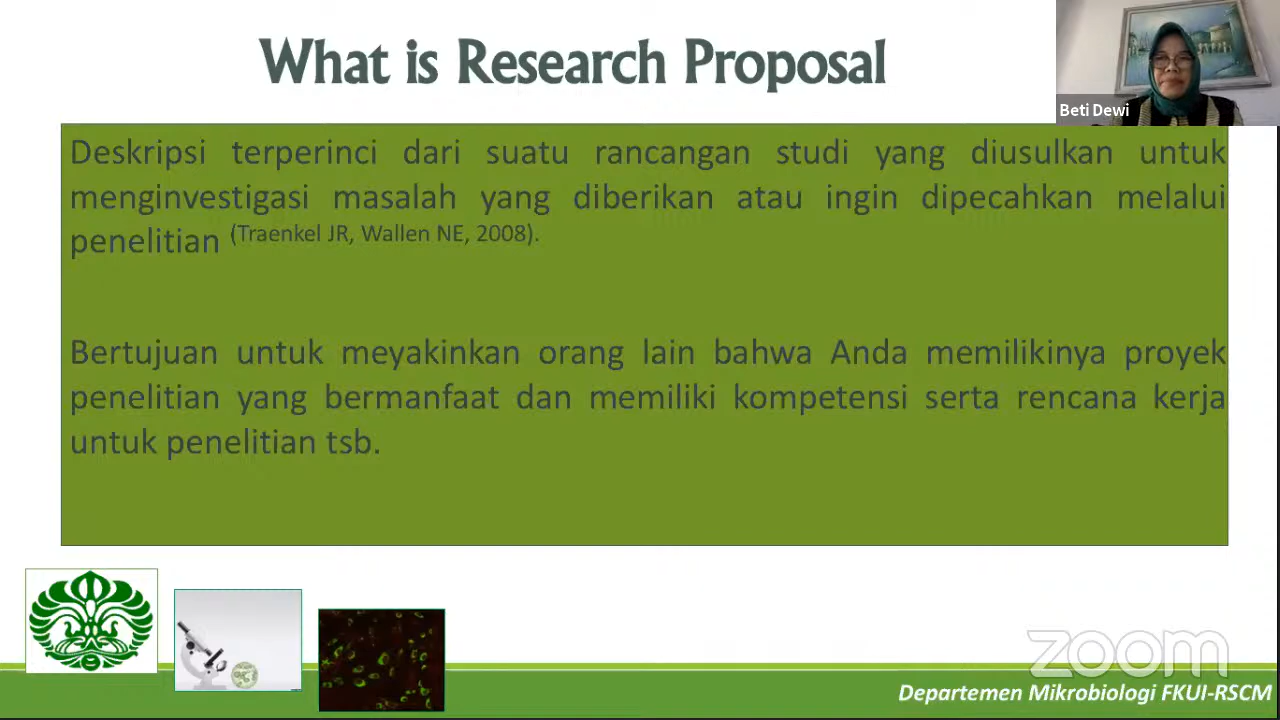 What is Research Proposal
Beti Dewi
Deskripsi terperinci dari suatu rancangan studi yang diusulkan untuk
menginvestigasi masalah yang diberikan atau ingin dipecahkan melalui
penelitian (Traenkel JR, Wallen NE, 2008).
Bertujuan untuk meyakinkan orang lain bahwa Anda memilikinya proyek
penelitian yang bermanfaat dan memiliki kompetensi serta rencana kerja
untuk penelitian tsb.
zoom
Departemen Mikrobiologi FKUI-RSCM